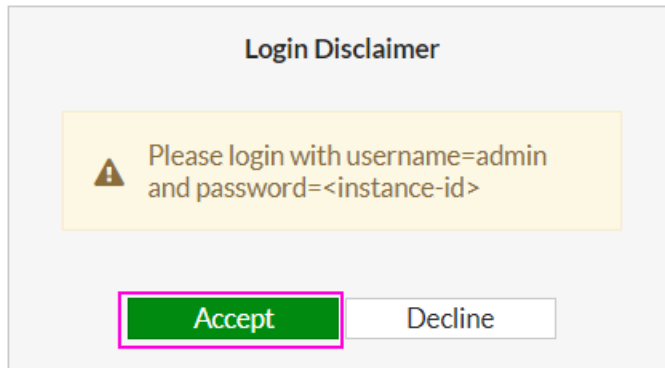 Login Disclaimer
Please login with username=admin
and password=<instance-id>
Accept
Decline